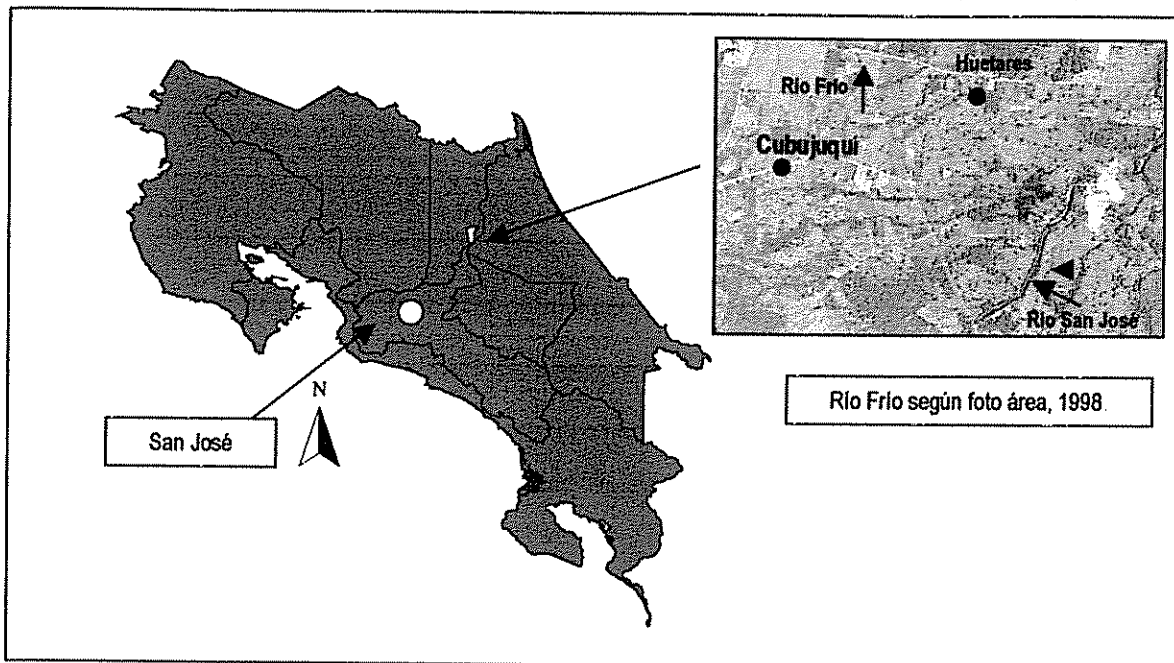 Huetares
Río Frío
Cubujuquí
Río San José
Río Frío según foto área, 1998
San José
N